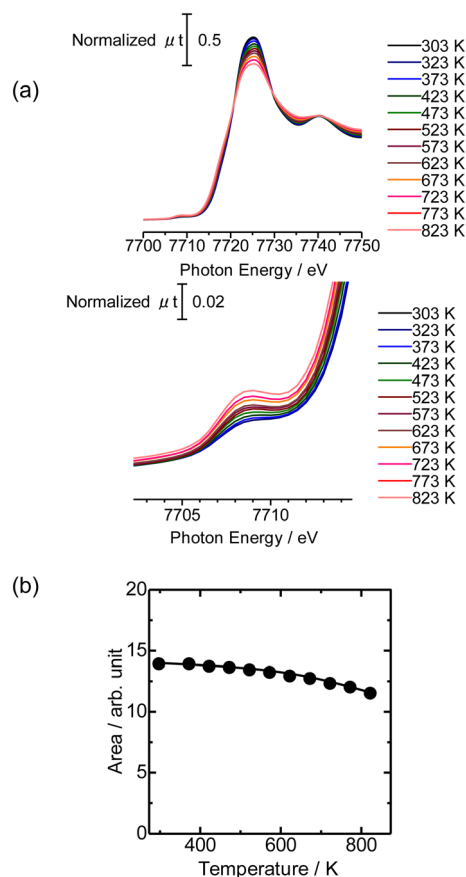 Normalized μt 0.5
(a)
303 K
323 K
373 K
423 K
473 K
523 K
573 K
623 K
673 K
723 K
773 K
823 K
7700 7710 7720 7730 7740 7750
Photon Energy / eV
Normalized μt 0.02
303 K
323 K
373 K
423 K
473 K
523 K
573 K
623 K
673 K
723 K
773 K
823 K
7705 7710
Photon Energy / eV
(b)
20
15
10
5
0
Area / arb. unit
400 600 800
Temperature / K